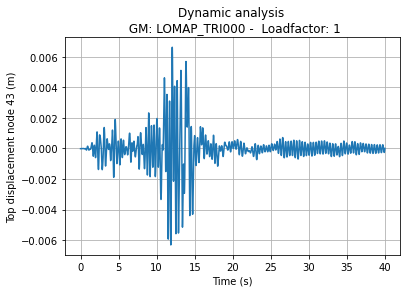 Dynamic analysis
GM: LOMAP_TRI000 -  Loadfactor: 1
Top displacement node 43 (m)
0.006
0.004
0.002
0.000
−0.002
−0.004
−0.006
0 5 10 15 20 25 30 35 40
Time (s)